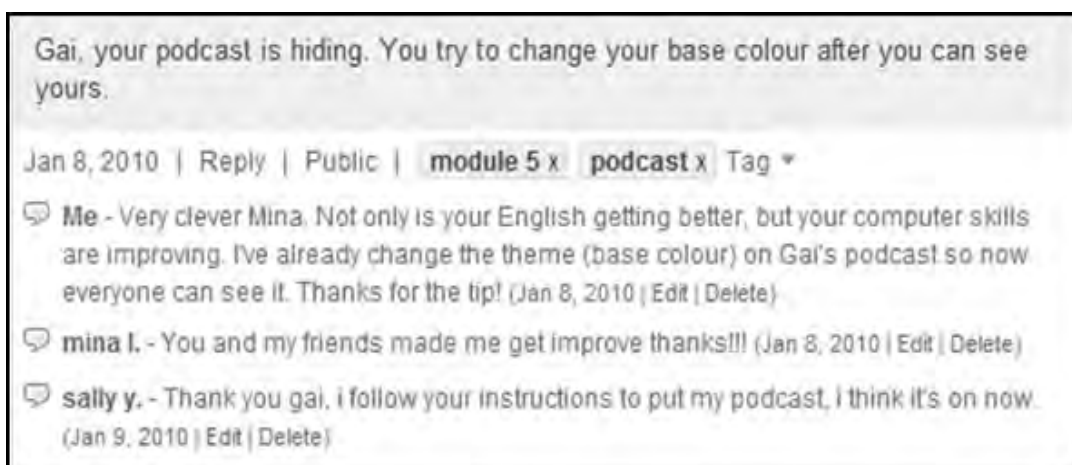 Gai, your podcast is hiding. You try to change your base colour after you can see
yours.
Jan 8, 2010 | Reply | Public | module 5 x podcast x Tag
Me - Very clever Mina. Not only is your English getting better, but your computer skills
are improving. I've already change the theme (base colour) on Gai's podcast so now
everyone can see it. Thanks for the tip! (Jan 8, 2010 | Edit | Delete)
mina l. - You and my friends made me get improve thanks!!! (Jan 8, 2010 | Edit | Delete)
sally y. - Thank you gai, i follow your instructions to put my podcast, i think it's on now.
(Jan 9, 2010 | Edit | Delete)